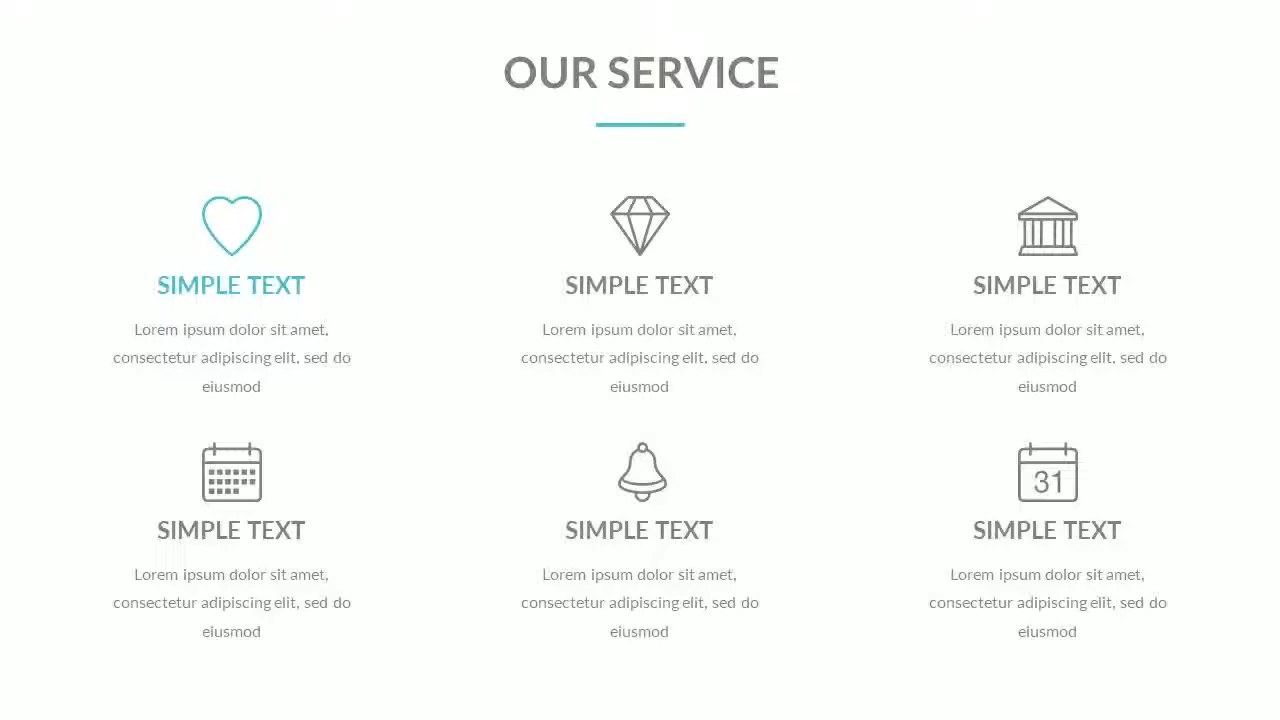 OUR SERVICE
SIMPLE TEXT
Lorem ipsum dolor sit amet,
consectetur adipiscing elit, sed do
eiusmod
SIMPLE TEXT
Lorem ipsum dolor sit amet,
consectetur adipiscing elit, sed do
eiusmod
SIMPLE TEXT
Lorem ipsum dolor sit amet,
consectetur adipiscing elit, sed do
eiusmod
SIMPLE TEXT
Lorem ipsum dolor sit amet,
consectetur adipiscing elit, sed do
eiusmod
SIMPLE TEXT
Lorem ipsum dolor sit amet,
consectetur adipiscing elit, sed do
eiusmod
31
SIMPLE TEXT
Lorem ipsum dolor sit amet,
consectetur adipiscing elit, sed do
eiusmod